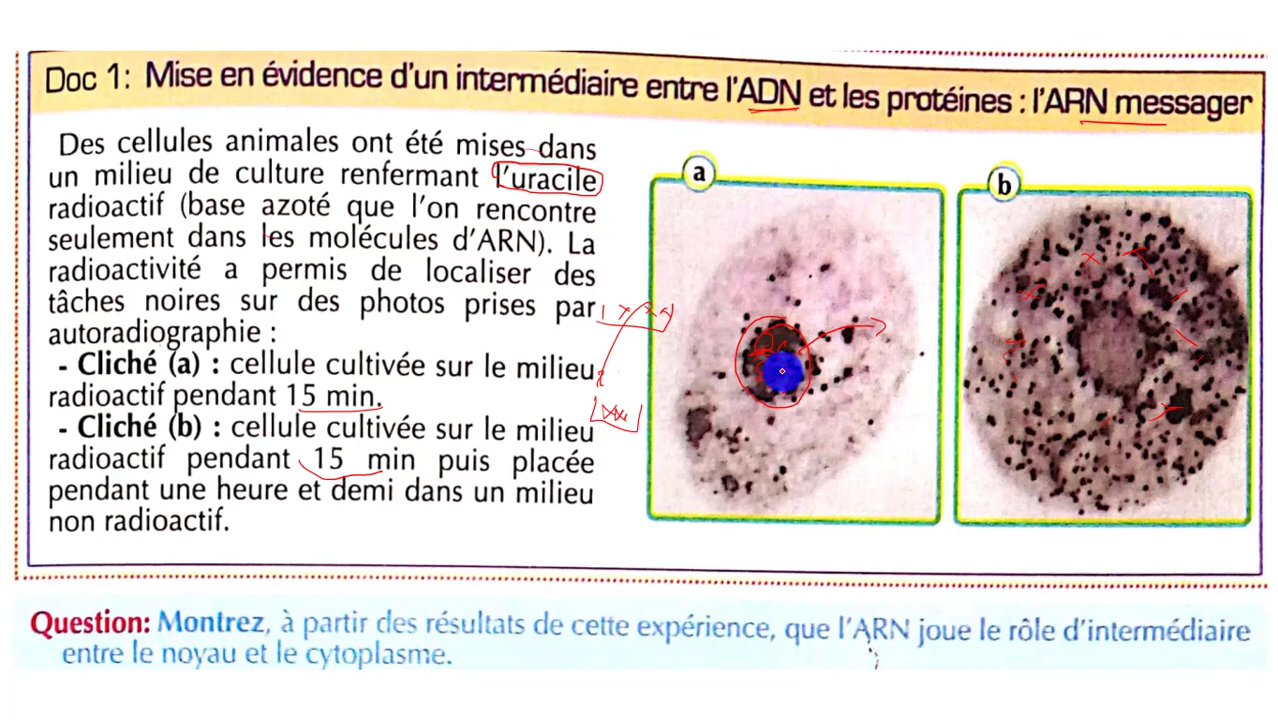 Doc 1: Mise en évidence d'un intermédiaire entre l'ADN et les protéines : l'ARN messager
Des cellules animales ont été mises dans
un milieu de culture renfermant l'uracile
radioactif (base azoté que l'on rencontre
seulement dans les molécules d'ARN). La
radioactivité a permis de localiser des
tâches noires sur des photos prises par
autoradiographie :
- Cliché (a) : cellule cultivée sur le milieu
radioactif pendant 15 min.
- Cliché (b) : cellule cultivée sur le milieu
radioactif pendant 15 min puis placée
pendant une heure et demi dans un milieu
non radioactif.
a
b
Question: Montrez, à partir des résultats de cette expérience, que l'ARN joue le rôle d'intermédiaire
entre le noyau et le cytoplasme.